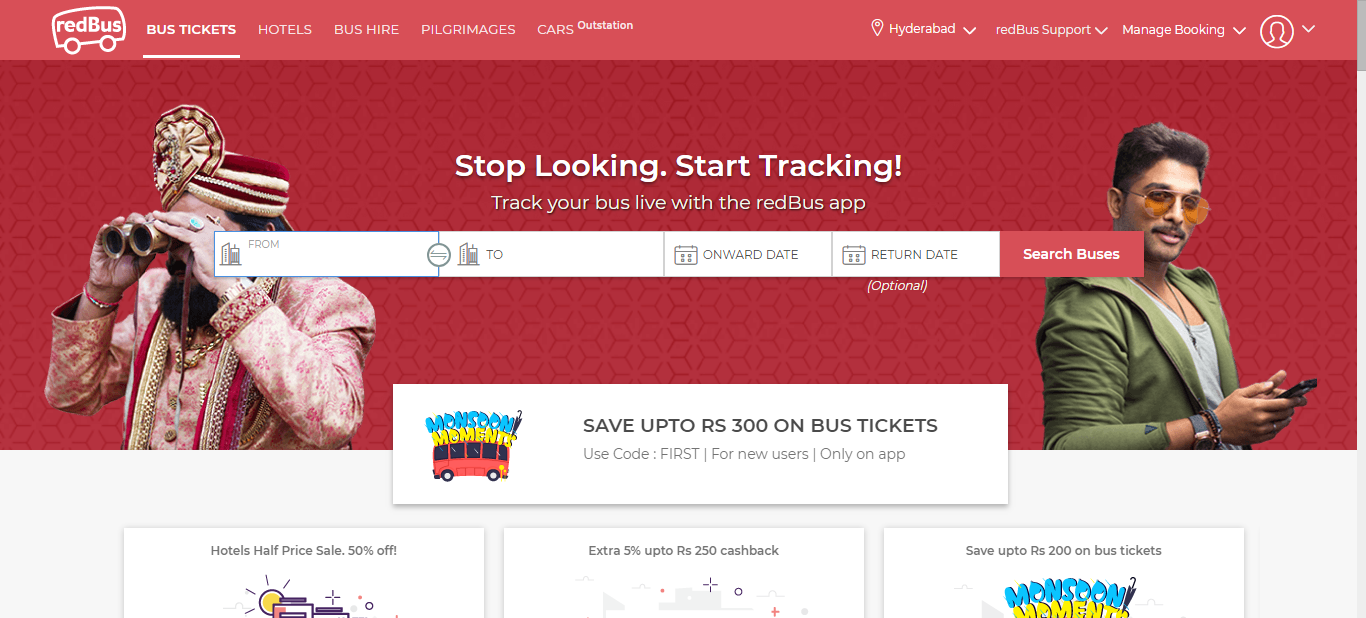 redBus
BUS TICKETS
HOTELS
BUS HIRE
PILGRIMAGES
CARS Outstation
Hyderabad
redBus Support
Manage Booking
Stop Looking. Start Tracking!
Track your bus live with the redBus app
FROM
TO
ONWARD DATE
RETURN DATE
Search Buses
(Optional)
MONSOON
MOMENTS
SAVE UPTO RS 300 ON BUS TICKETS
Use Code : FIRST | For new users | Only on app
Hotels Half Price Sale. 50% off!
Extra 5% upto Rs 250 cashback
Save upto Rs 200 on bus tickets
MONSOON
MOMENTS